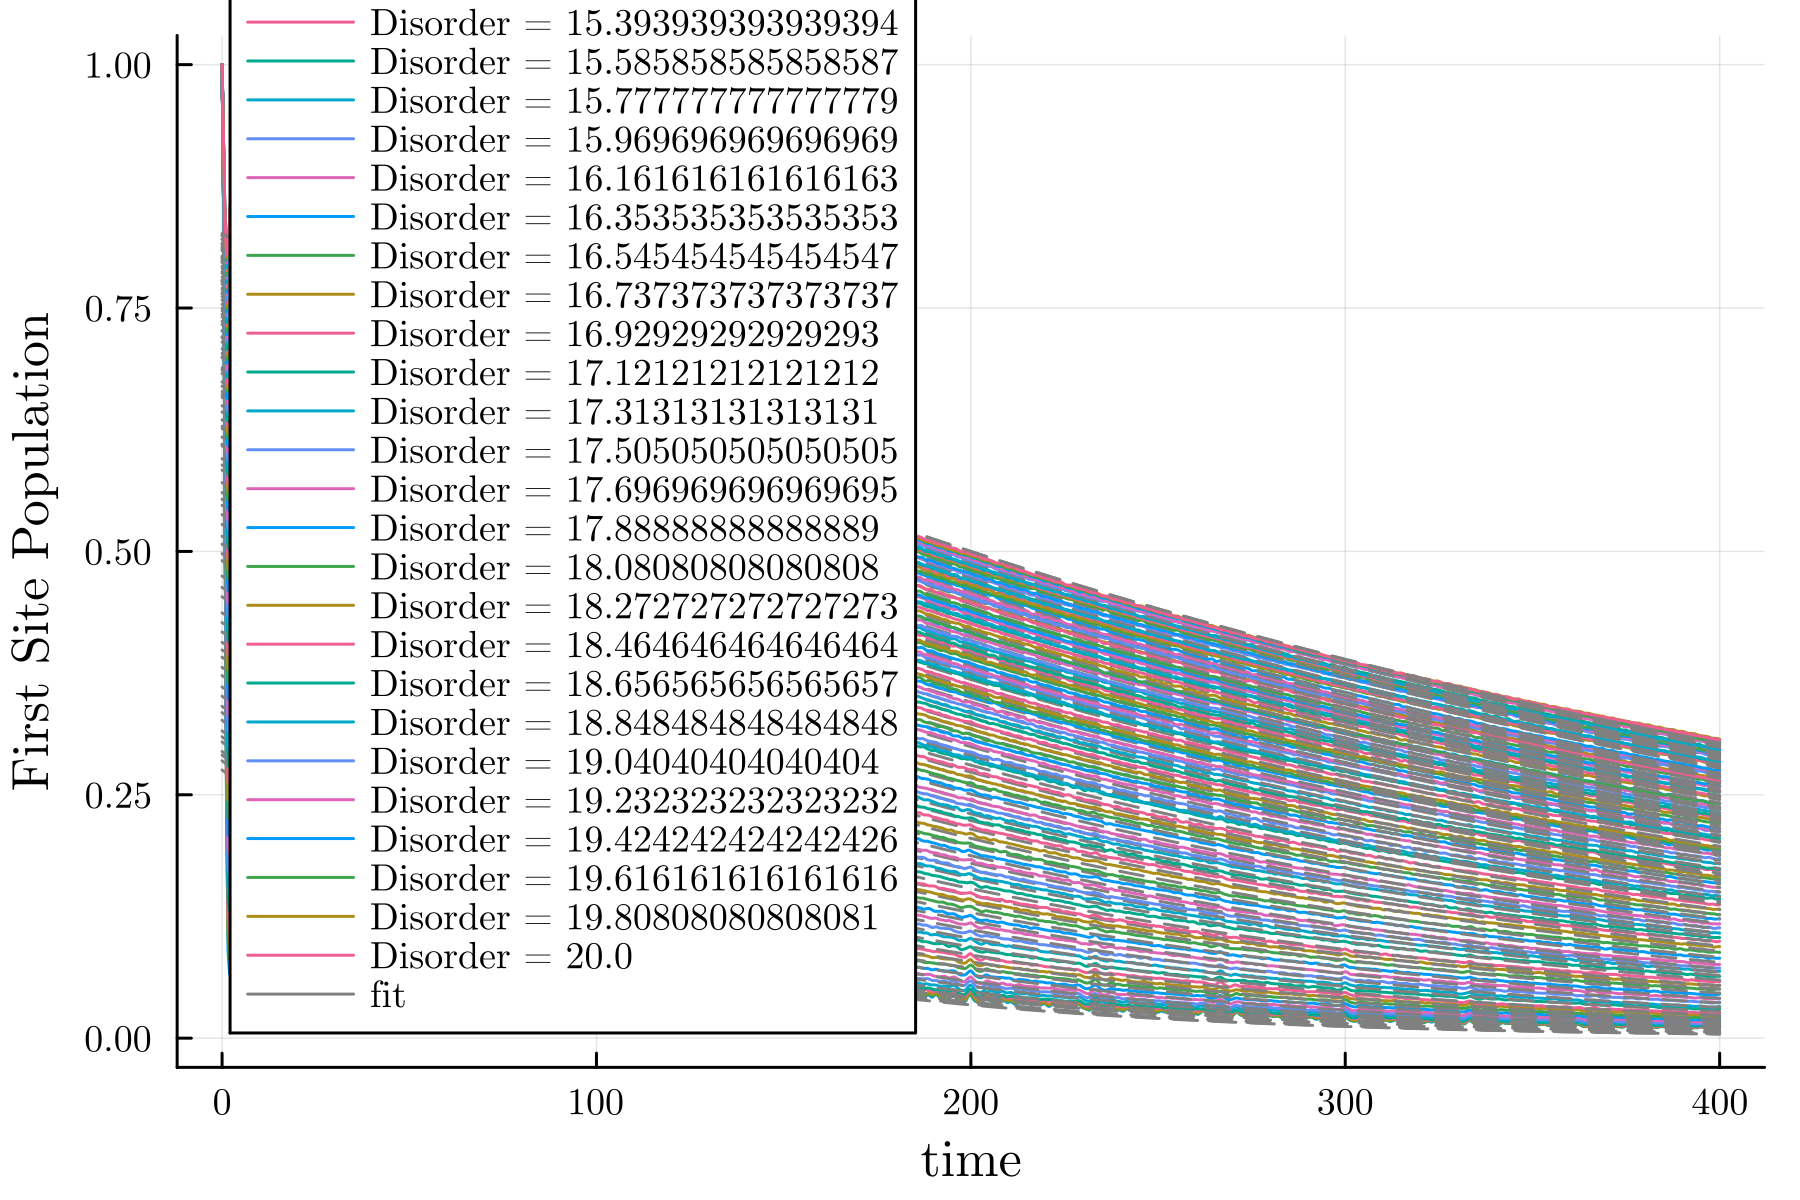 Disorder = 15.393939393939394
Disorder = 15.585858585858587
Disorder = 15.777777777777779
Disorder = 15.969696969696969
Disorder = 16.161616161616163
Disorder = 16.353535353535353
Disorder = 16.545454545454547
Disorder = 16.737373737373737
Disorder = 16.92929292929293
Disorder = 17.12121212121212
Disorder = 17.31313131313131
Disorder = 17.505050505050505
Disorder = 17.696969696969695
Disorder = 17.88888888888889
Disorder = 18.08080808080808
Disorder = 18.272727272727273
Disorder = 18.464646464646464
Disorder = 18.656565656565657
Disorder = 18.848484848484848
Disorder = 19.04040404040404
Disorder = 19.232323232323232
Disorder = 19.424242424242426
Disorder = 19.616161616161616
Disorder = 19.80808080808081
Disorder = 20.0
fit
1.00
0.75
0.50
0.25
0.00
First Site Population
0 100 200 300 400
time